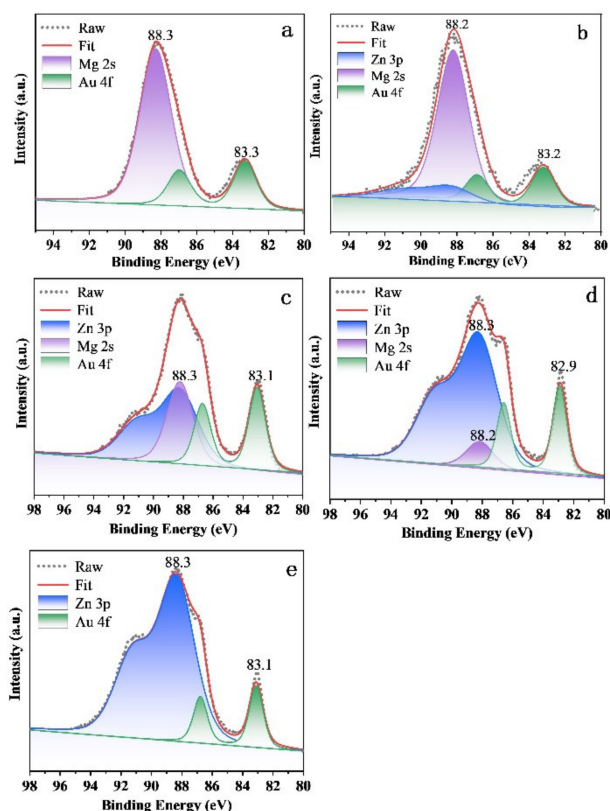 a
Raw
Fit
Mg 2s
Au 4f
88.3
83.3
Intensity (a.u.)
94 92 90 88 86 84 82 80
Binding Energy (eV)
b
Raw
Fit
Zn 3p
Mg 2s
Au 4f
88.2
83.2
Intensity (a.u.)
94 92 90 88 86 84 82 80
Binding Energy (eV)
c
Raw
Fit
Zn 3p
Mg 2s
Au 4f
88.3
83.1
Intensity (a.u.)
98 96 94 92 90 88 86 84 82 80
Binding Energy (eV)
d
Raw
Fit
Zn 3p
Mg 2s
Au 4f
88.3
88.2
82.9
Intensity (a.u.)
98 96 94 92 90 88 86 84 82 80
Binding Energy (eV)
e
Raw
Fit
Zn 3p
Au 4f
88.3
83.1
Intensity (a.u.)
98 96 94 92 90 88 86 84 82 80
Binding Energy (eV)